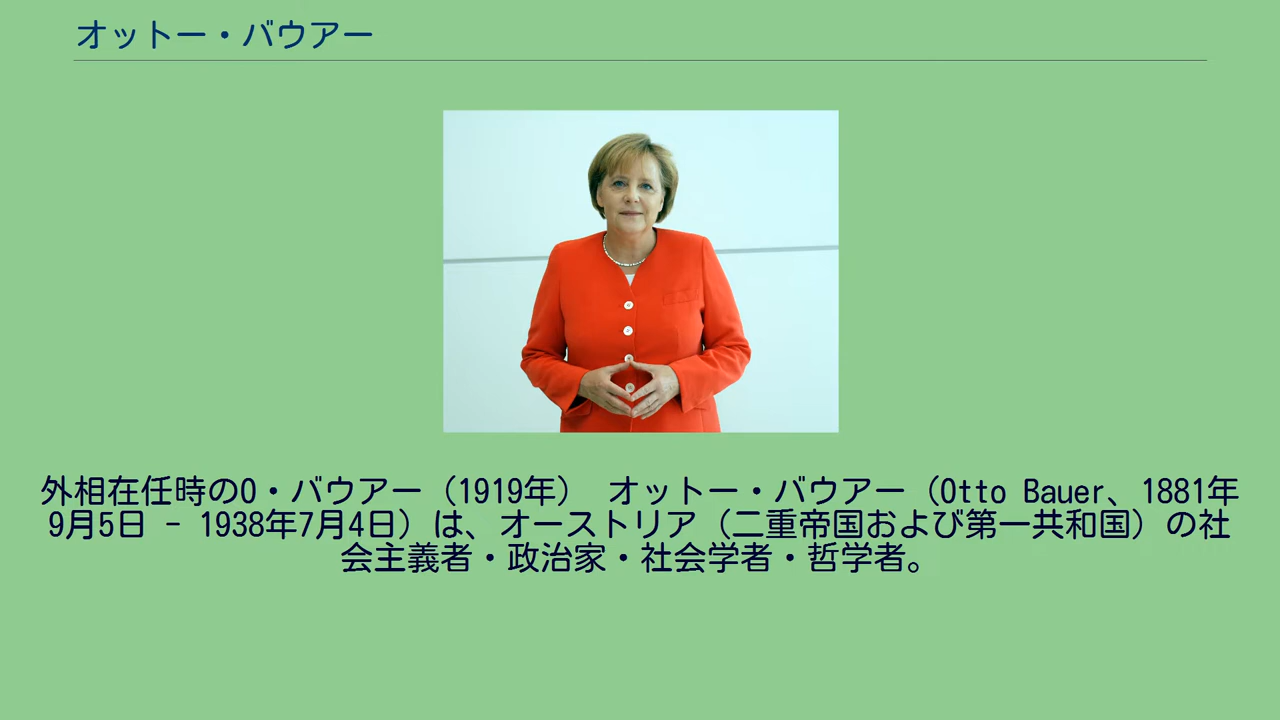 オットー・バウアー
外相在任時のO・バウアー（1919年） オットー・バウアー（Otto Bauer、1881年
9月5日 - 1938年7月4日）は、オーストリア（二重帝国および第一共和国）の社
会主義者・政治家・社会学者・哲学者。